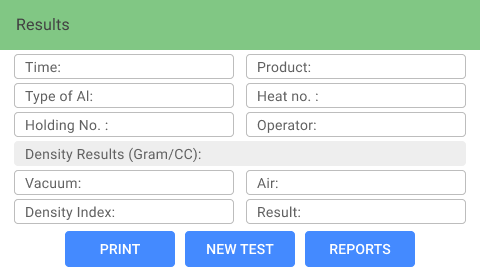 Results
Time:
Product:
Type of Al:
Heat no. :
Holding No. :
Operator:
Density Results (Gram/CC):
Vacuum:
Air:
Density Index:
Result:
PRINT
NEW TEST
REPORTS